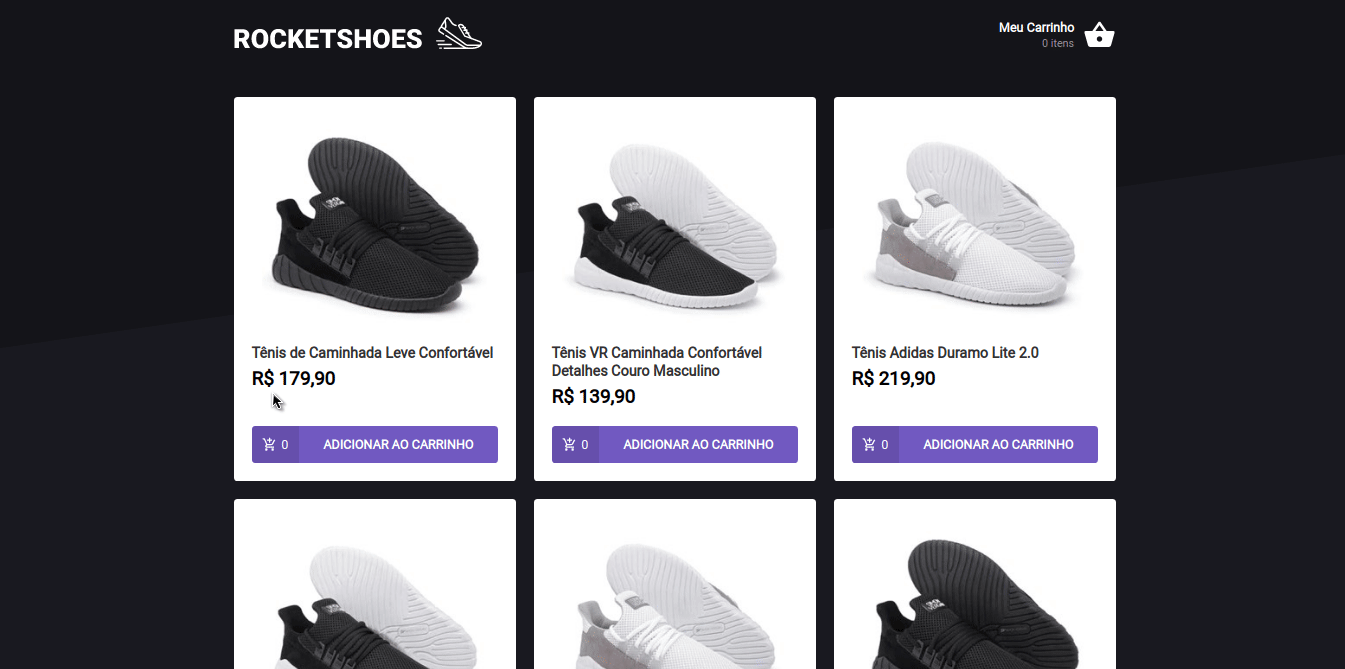 ROCKETSHOES
Meu Carrinho
0 itens
Tênis de Caminhada Leve Confortável
R$ 179,90
0 ADICIONAR AO CARRINHO
Tênis VR Caminhada Confortável
Detalhes Couro Masculino
R$ 139,90
0 ADICIONAR AO CARRINHO
Tênis Adidas Duramo Lite 2.0
R$ 219,90
0 ADICIONAR AO CARRINHO